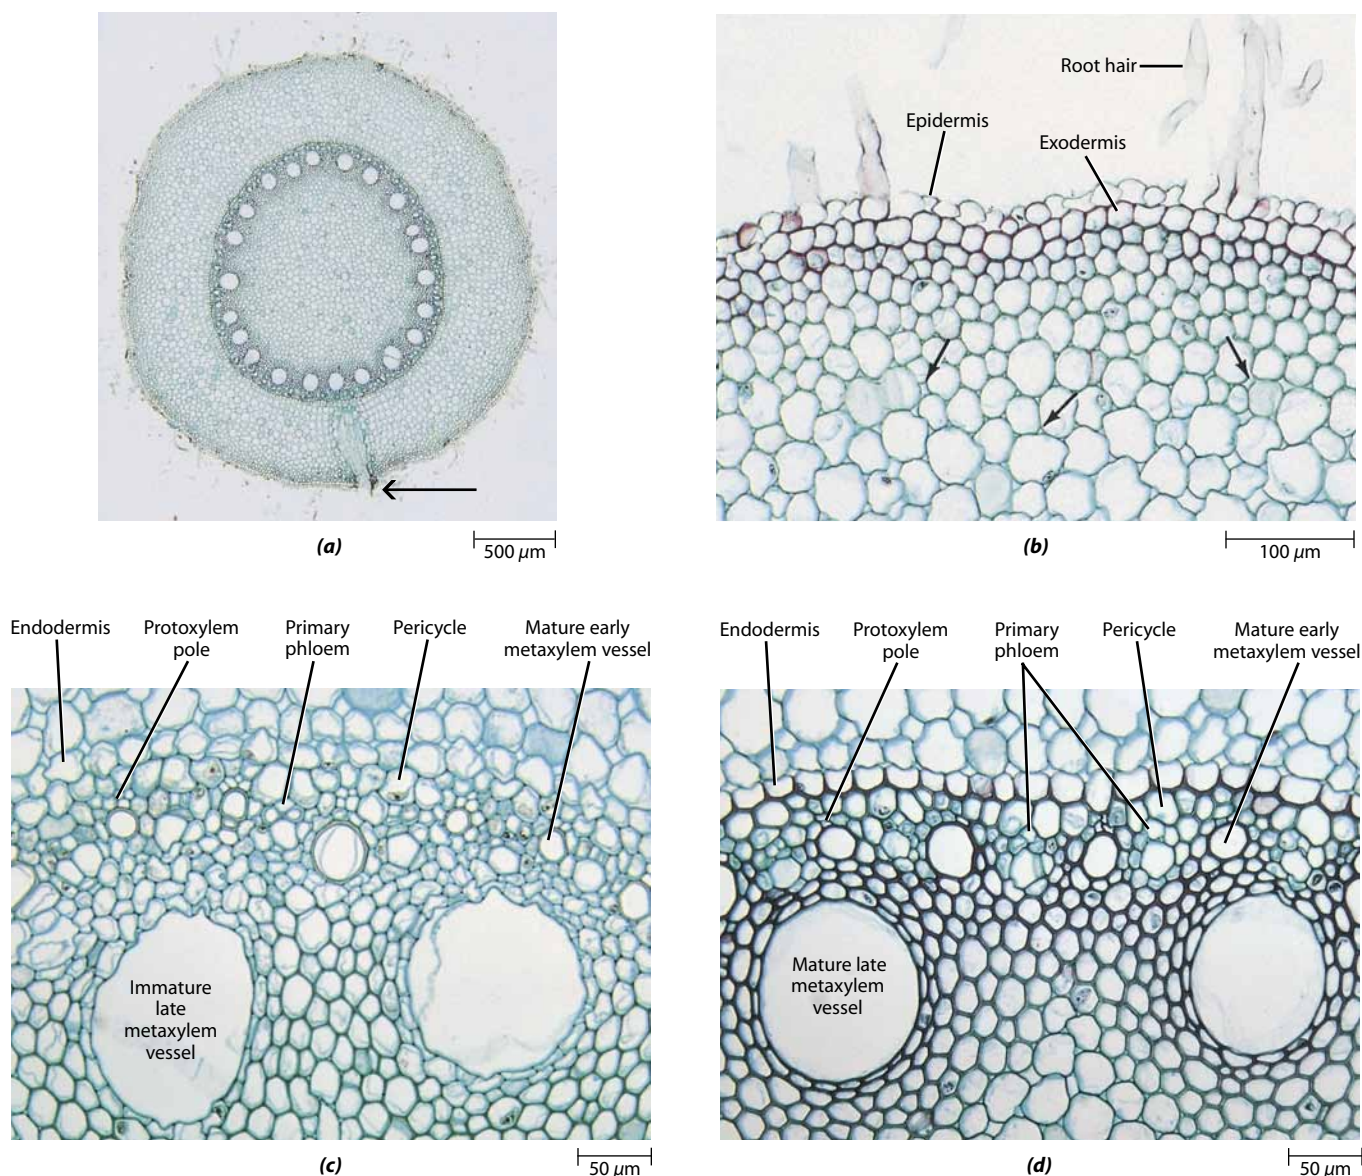 (a)
500 µm
Root hair
Epidermis
Exodermis
(b)
100 µm
Endodermis
Protoxylem
pole
Primary
phloem
Pericycle
Mature early
metaxylem vessel
Immature
late
metaxylem
vessel
(c)
50 µm
Endodermis
Protoxylem
pole
Primary
phloem
Pericycle
Mature early
metaxylem vessel
Mature late
metaxylem
vessel
(d)
50 µm